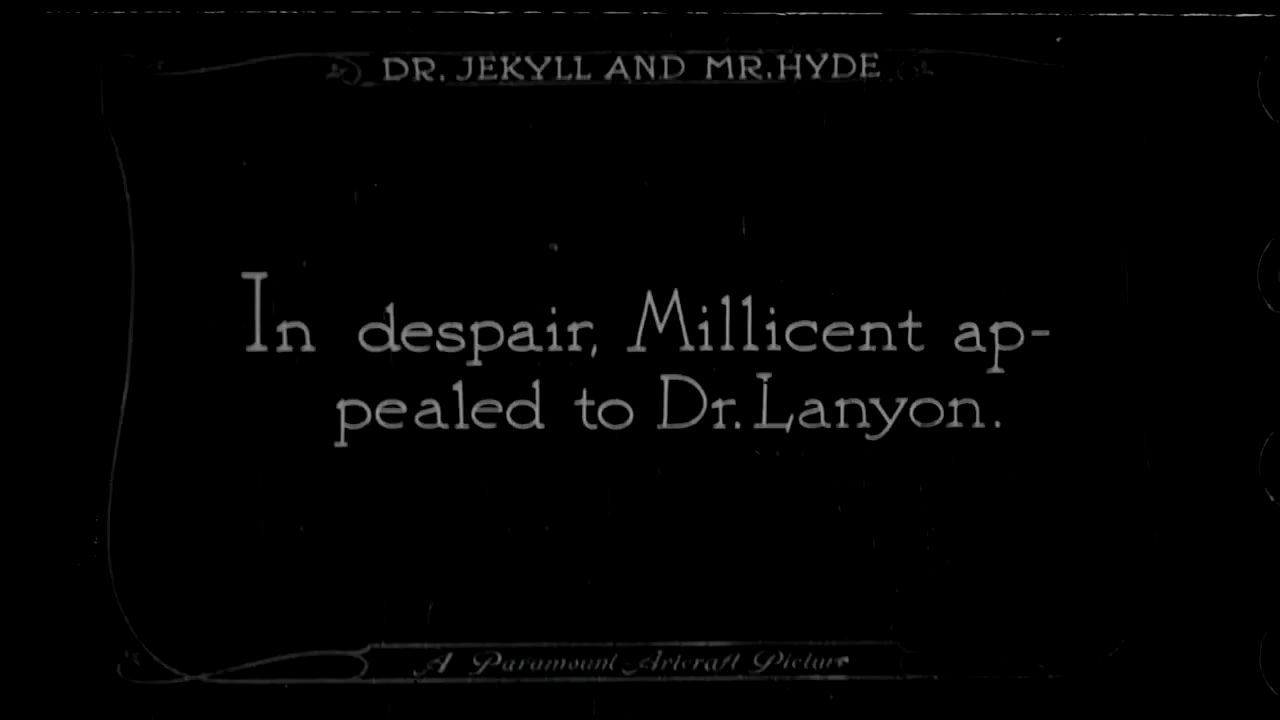 DR. JEKYLL AND MR. HYDE
In despair, Millicent ap-
pealed to Dr. Lanyon.
A Paramount Artcraft Picture